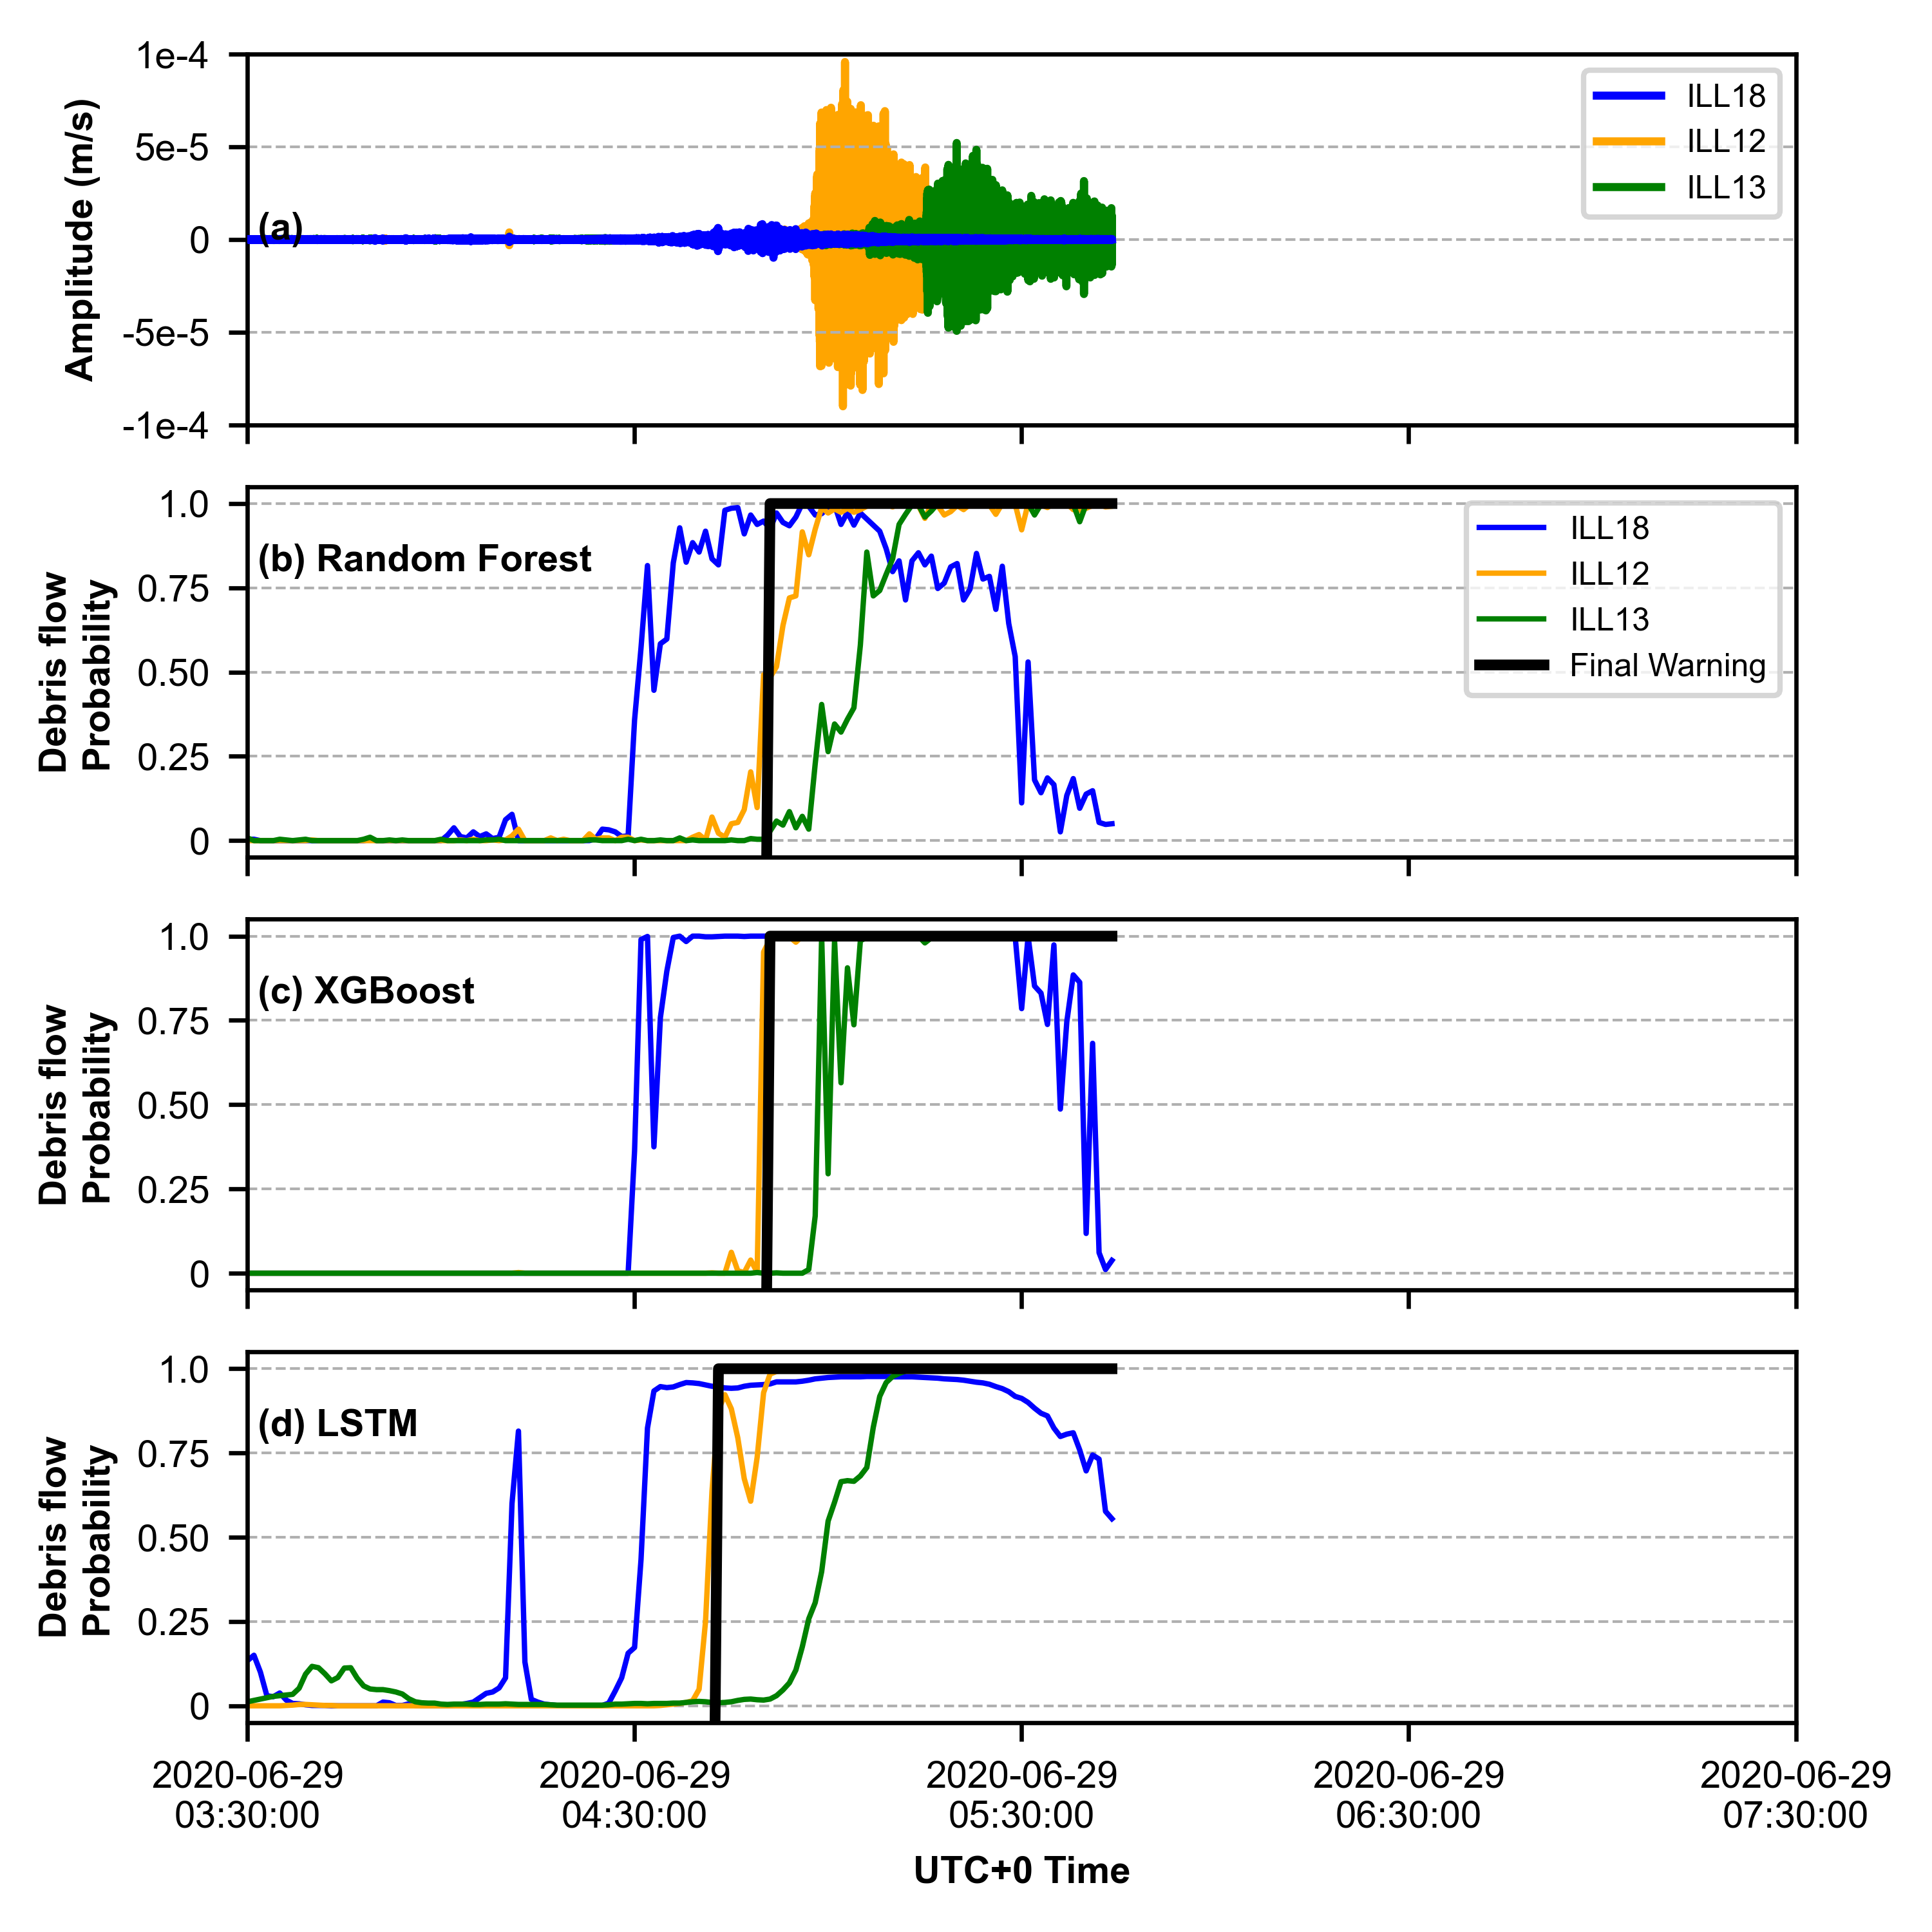 1e-4
5e-5
0
-5e-5
-1e-4
Amplitude (m/s)
(a)
ILL18
ILL12
ILL13
1.0
0.75
0.50
0.25
0
Debris flow
Probability
(b) Random Forest
ILL18
ILL12
ILL13
Final Warning
1.0
0.75
0.50
0.25
0
Debris flow
Probability
(c) XGBoost
1.0
0.75
0.50
0.25
0
Debris flow
Probability
(d) LSTM
2020-06-29
03:30:00
2020-06-29
04:30:00
2020-06-29
05:30:00
2020-06-29
06:30:00
2020-06-29
07:30:00
UTC+0 Time